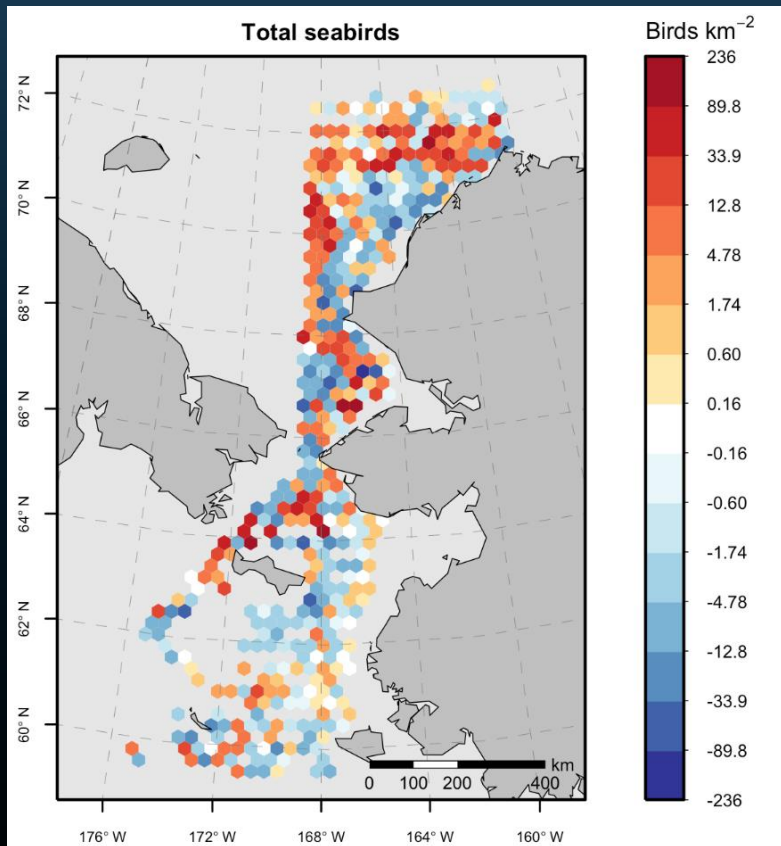 Total seabirds
Birds km⁻²
236
89.8
33.9
12.8
4.78
1.74
0.60
0.16
-0.16
-0.60
-1.74
-4.78
-12.8
-33.9
-89.8
-236
72° N
70° N
68° N
66° N
64° N
62° N
60° N
km
0 100 200 400
176° W 172° W 168° W 164° W 160° W